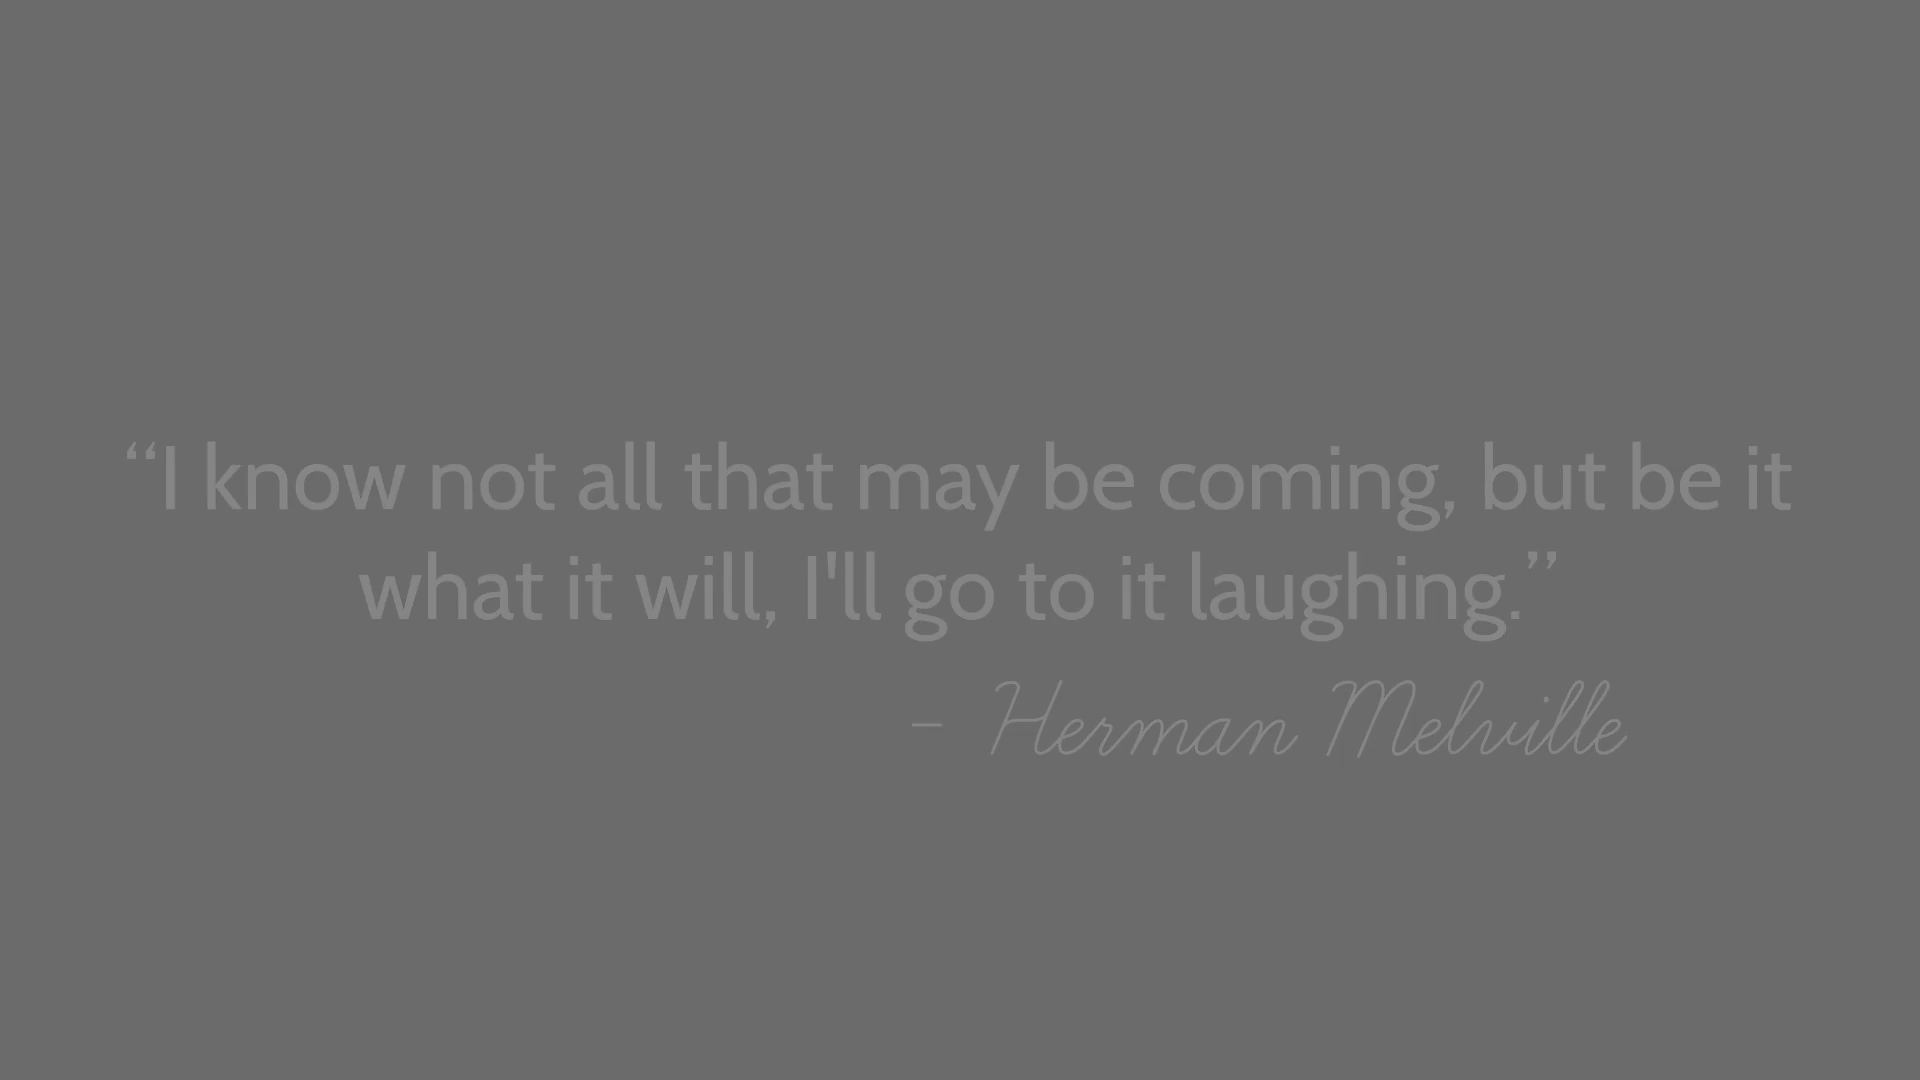 “I know not all that may be coming, but be it
what it will, I'll go to it laughing.”
– Herman Melville